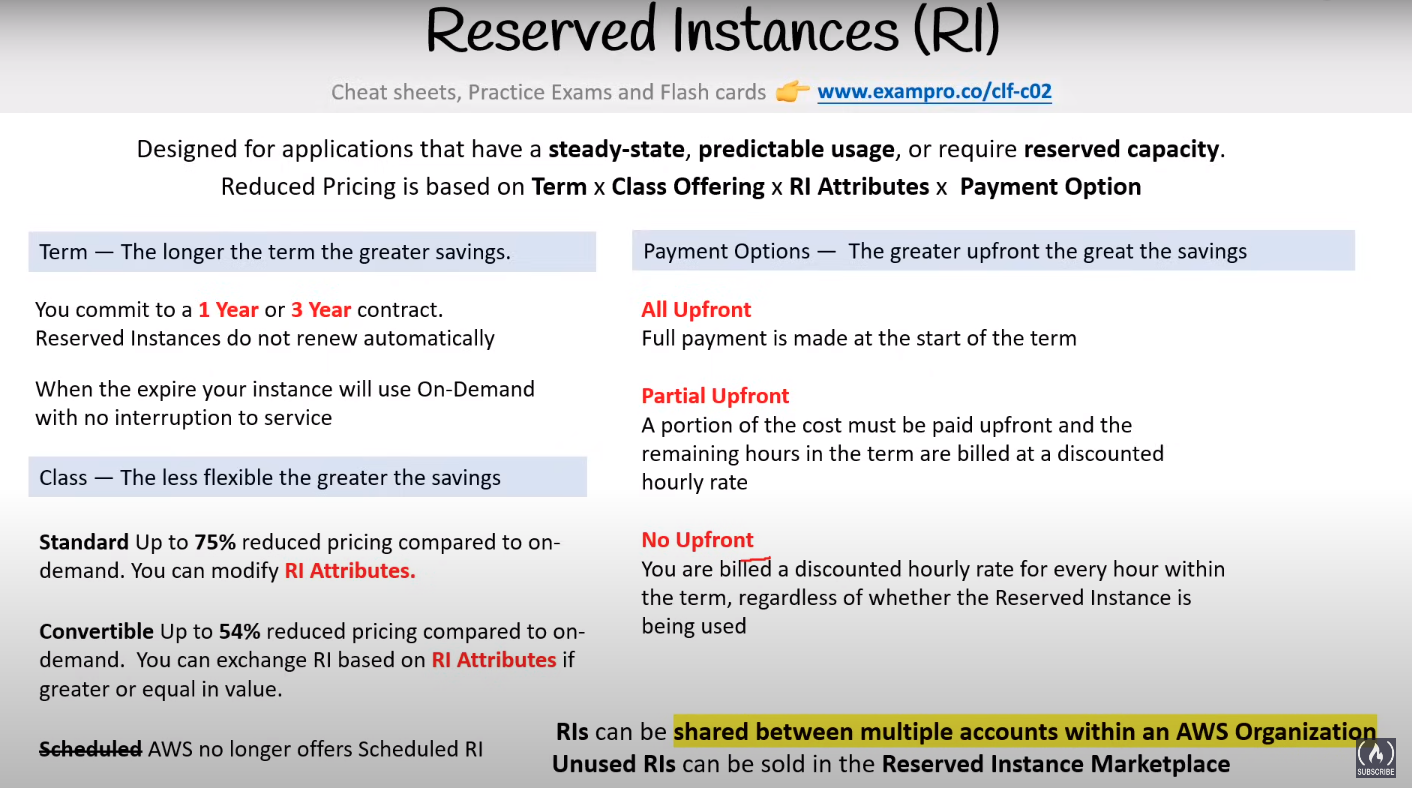 Reserved Instances (RI)
Cheat sheets, Practice Exams and Flash cards 👉 www.exampro.co/clf-c02
Designed for applications that have a steady-state, predictable usage, or require reserved capacity.
Reduced Pricing is based on Term x Class Offering x RI Attributes x Payment Option
Term — The longer the term the greater savings.
You commit to a 1 Year or 3 Year contract.
Reserved Instances do not renew automatically
When the expire your instance will use On-Demand
with no interruption to service
Class — The less flexible the greater the savings
Standard Up to 75% reduced pricing compared to on-
demand. You can modify RI Attributes.
Convertible Up to 54% reduced pricing compared to on-
demand. You can exchange RI based on RI Attributes if
greater or equal in value.
Scheduled AWS no longer offers Scheduled RI
Payment Options — The greater upfront the great the savings
All Upfront
Full payment is made at the start of the term
Partial Upfront
A portion of the cost must be paid upfront and the
remaining hours in the term are billed at a discounted
hourly rate
No Upfront
You are billed a discounted hourly rate for every hour within
the term, regardless of whether the Reserved Instance is
being used
RIs can be shared between multiple accounts within an AWS Organization
Unused RIs can be sold in the Reserved Instance Marketplace
SUBSCRIBE